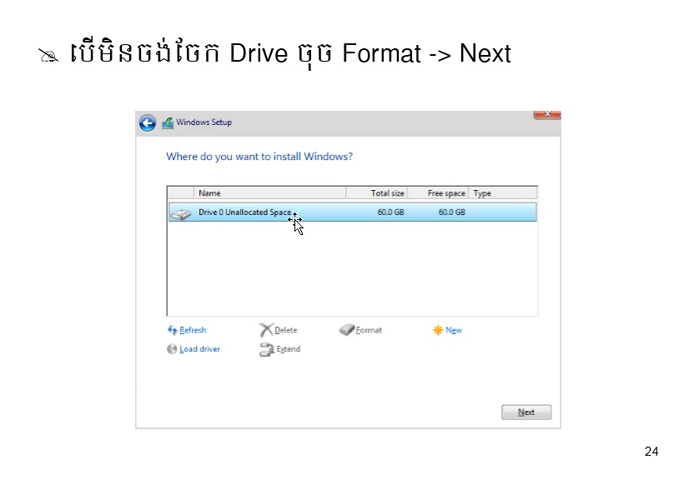 បើមិនចង់ចែក Drive ចុច Format -> Next
Windows Setup
Where do you want to install Windows?
Name Total size Free space Type
Drive 0 Unallocated Space 60.0 GB 60.0 GB
Refresh Delete Format New
Load driver Extend
Next
24